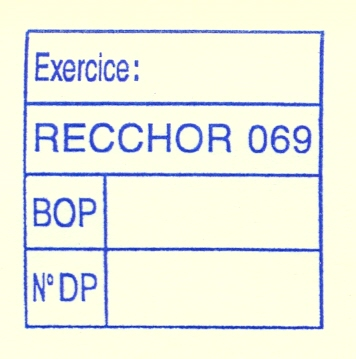 Exercice:
RECCHOR 069
BOP
N° DP